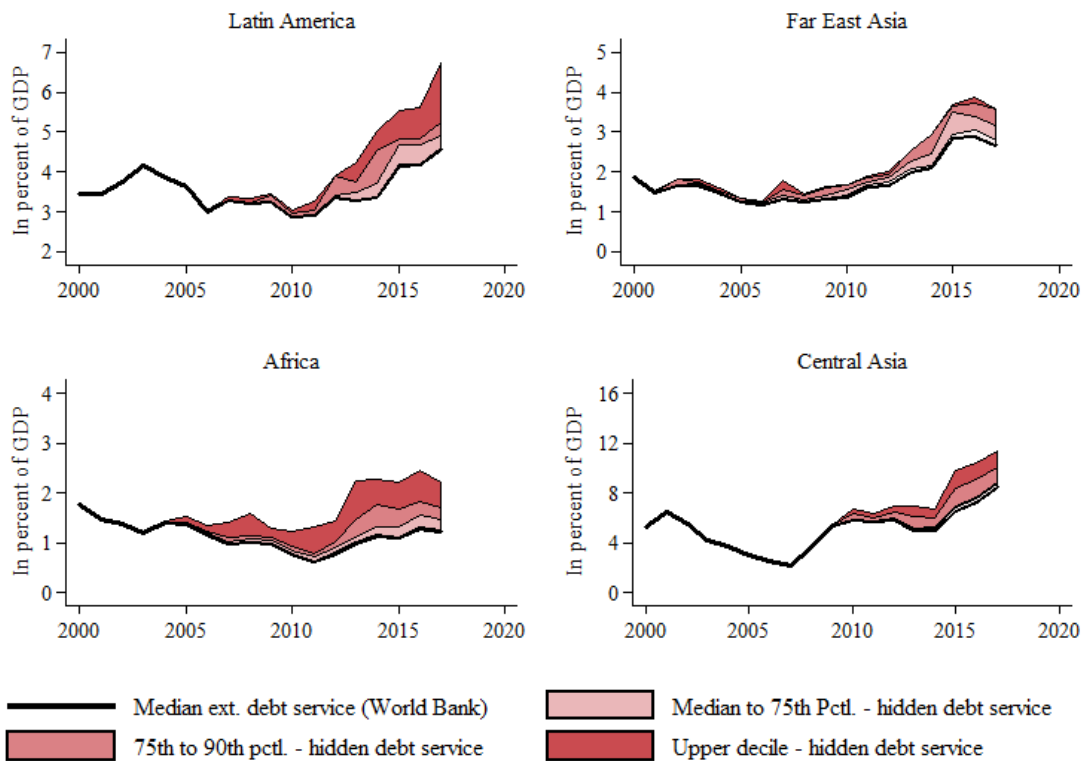 Latin America
In percent of GDP
7
6
5
4
3
2
2000 2005 2010 2015 2020
Far East Asia
In percent of GDP
5
4
3
2
1
0
2000 2005 2010 2015 2020
Africa
In percent of GDP
4
3
2
1
0
2000 2005 2010 2015 2020
Central Asia
In percent of GDP
16
12
8
4
0
2000 2005 2010 2015 2020
Median ext. debt service (World Bank)
Median to 75th Pctl. - hidden debt service
75th to 90th pctl. - hidden debt service
Upper decile - hidden debt service